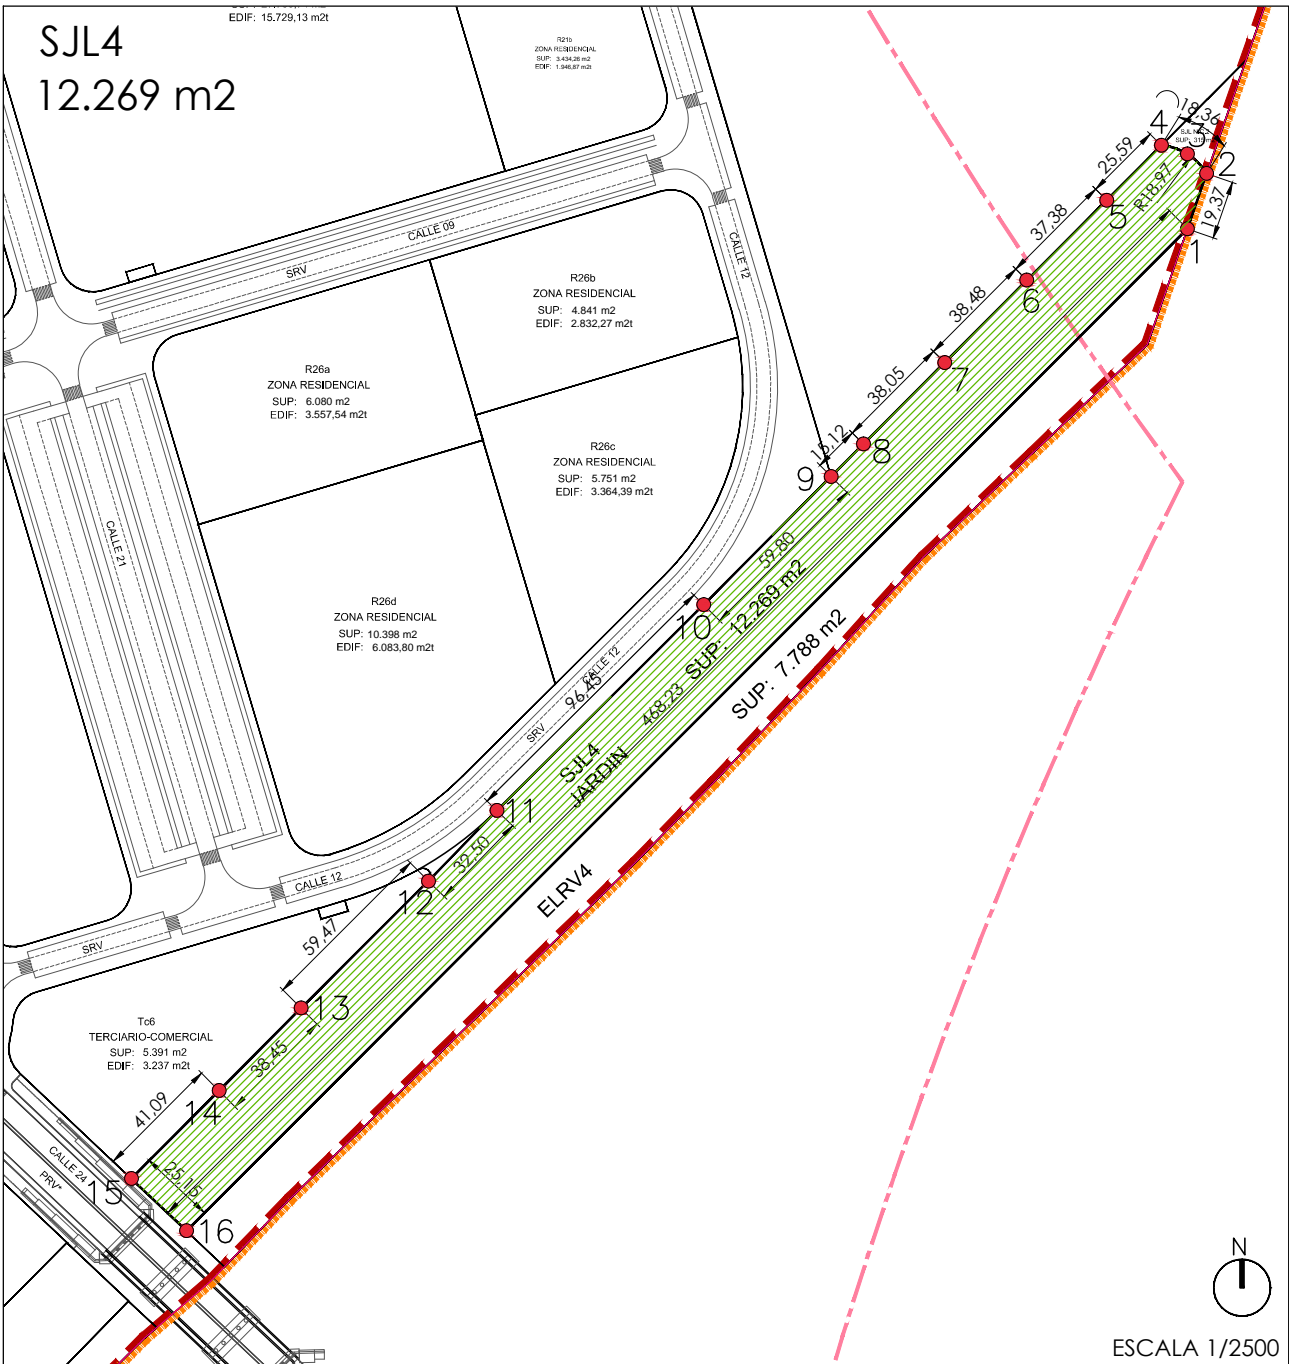 SJL4
12.269 m2
EDIF: 15.729,13 m2t
R21b
ZONA RESIDENCIAL
SUP: 3.434,26 m2
EDIF: 1.946,87 m2t
CALLE 09
SRV
CALLE 12
R26b
ZONA RESIDENCIAL
SUP: 4.841 m2
EDIF: 2.832,27 m2t
R26a
ZONA RESIDENCIAL
SUP: 6.080 m2
EDIF: 3.557,54 m2t
R26c
ZONA RESIDENCIAL
SUP: 5.751 m2
EDIF: 3.364,39 m2t
CALLE 21
R26d
ZONA RESIDENCIAL
SUP: 10.398 m2
EDIF: 6.083,80 m2t
4
18,36
3
2
25,59
R18,97
19,37
1
5
37,38
6
38,48
7
38,05
8
15,12
9
59,80
10
SUP: 12.269 m2
SUP: 7.788 m2
CALLE 12
96,45
468,23
SRV
SJL4
JARDIN
11
32,50
12
ELRV4
CALLE 12
59,47
SRV
13
Tc6
TERCIARIO-COMERCIAL
SUP: 5.391 m2
EDIF: 3.237 m2t
38,45
14
41,09
CALLE 24
PRV*
25,15
15
16
N
ESCALA 1/2500